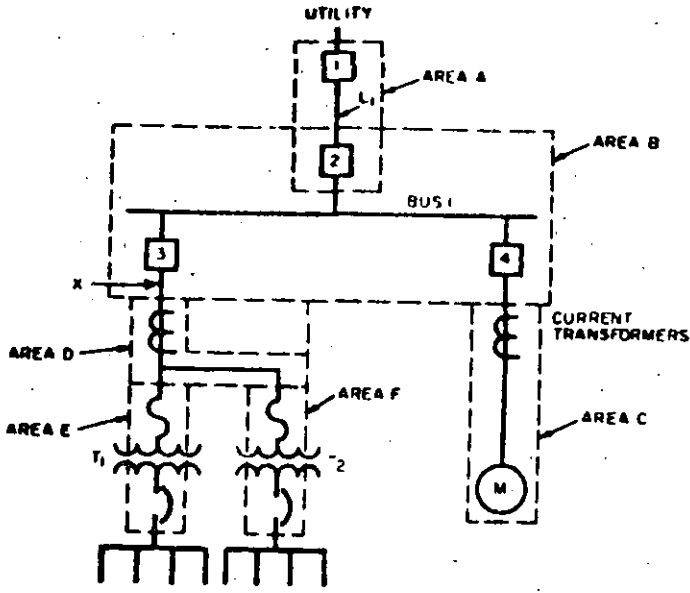 UTILITY
1
AREA A
L1
AREA B
2
BUS 1
3
4
X
CURRENT
TRANSFORMERS
AREA D
AREA F
AREA E
AREA C
T1
2
M